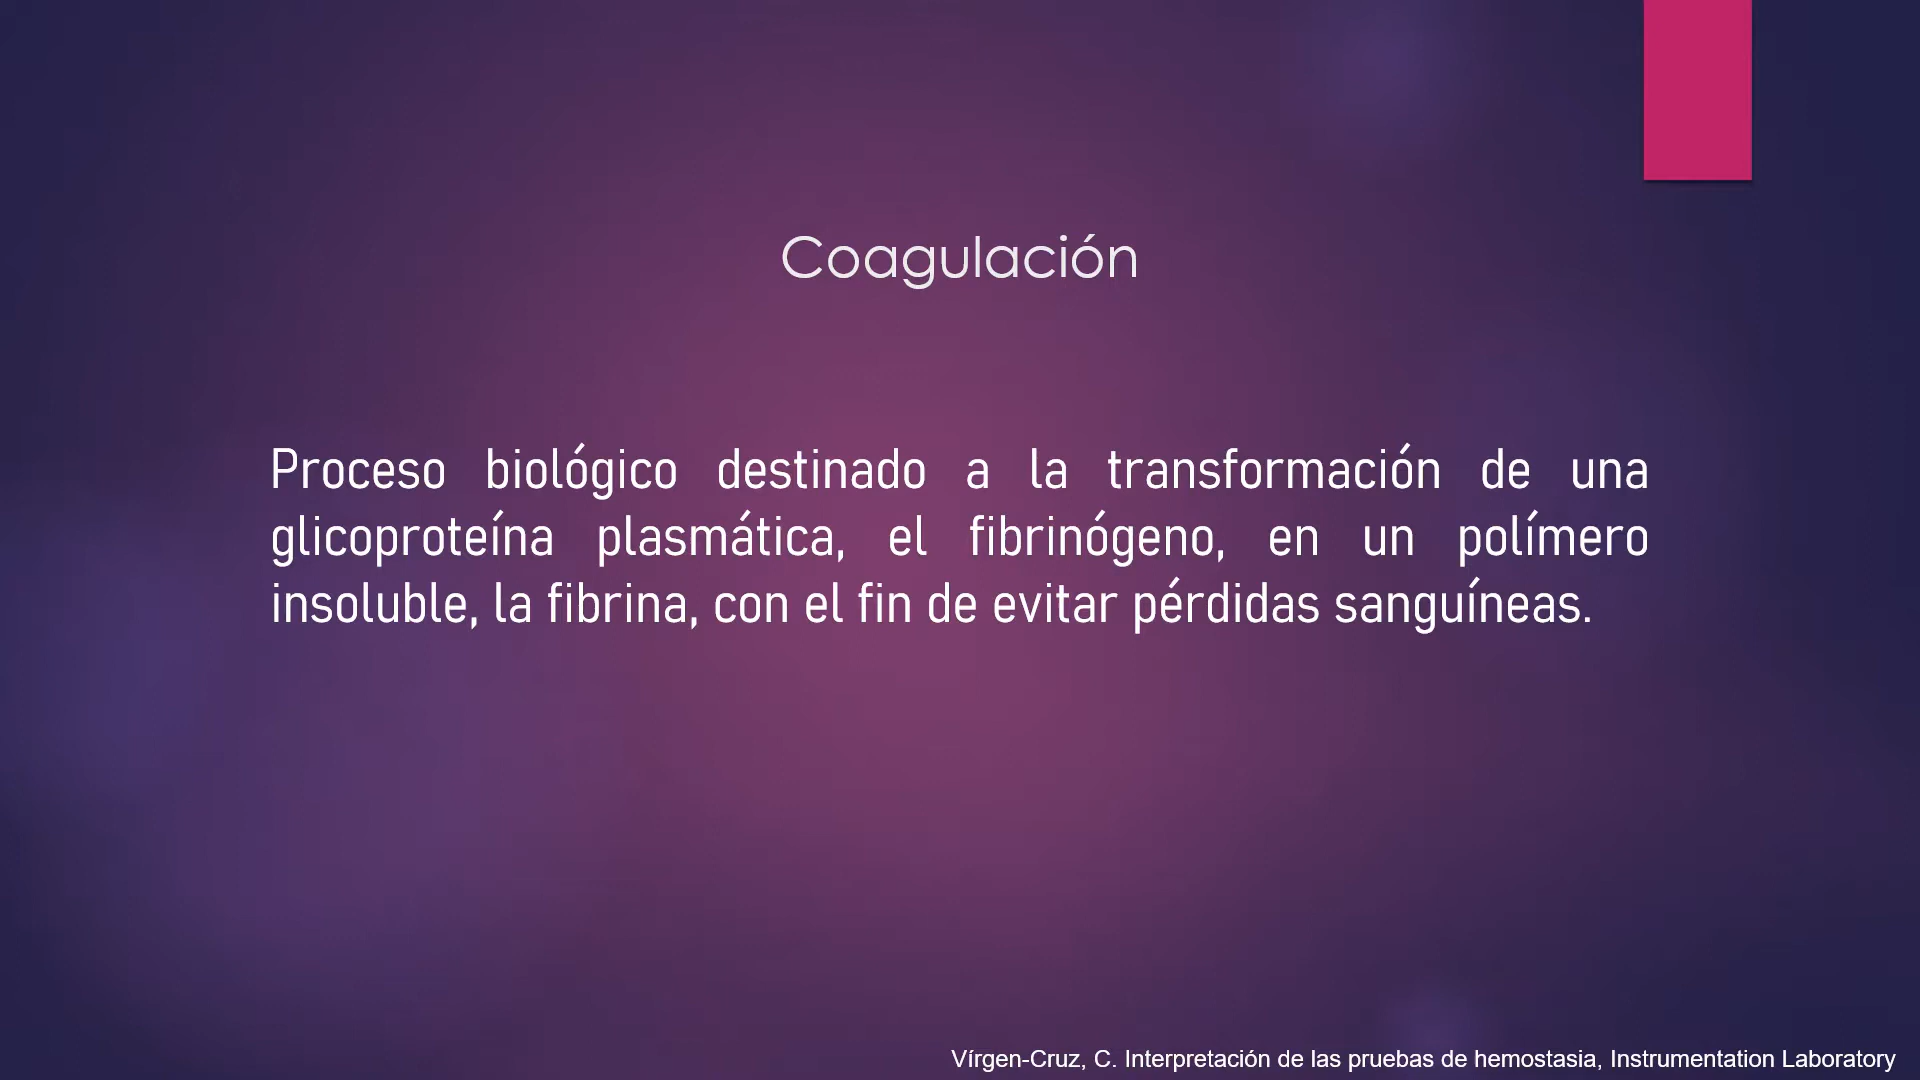 Coagulación
Proceso biológico destinado a la transformación de una
glicoproteína plasmática, el fibrinógeno, en un polímero
insoluble, la fibrina, con el fin de evitar pérdidas sanguíneas.
Vírgen-Cruz, C. Interpretación de las pruebas de hemostasia, Instrumentation Laboratory